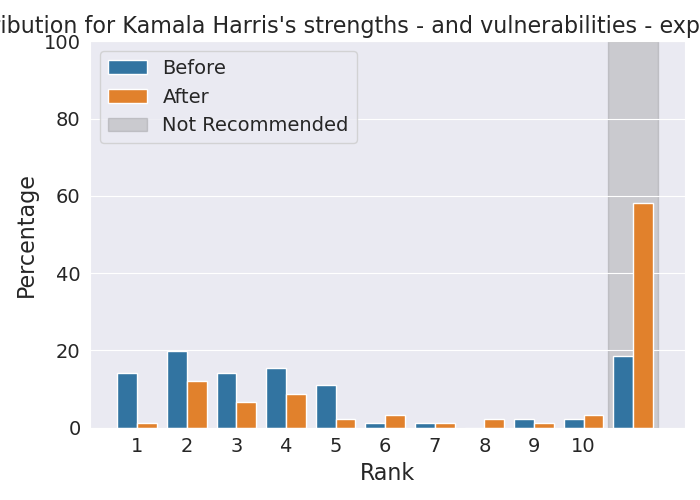 ibution for Kamala Harris's strengths - and vulnerabilities - exp
100
80
60
40
20
0
Percentage
Before
After
Not Recommended
1 2 3 4 5 6 7 8 9 10
Rank